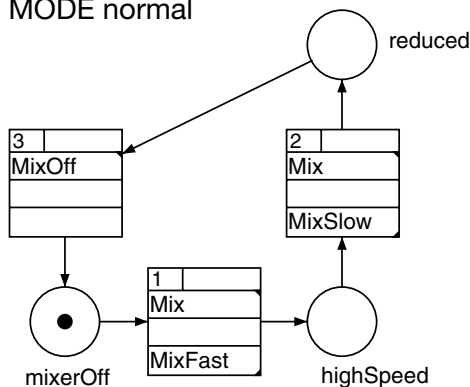 MODE normal
reduced
3
MixOff
2
Mix
MixSlow
1
Mix
MixFast
mixerOff
highSpeed